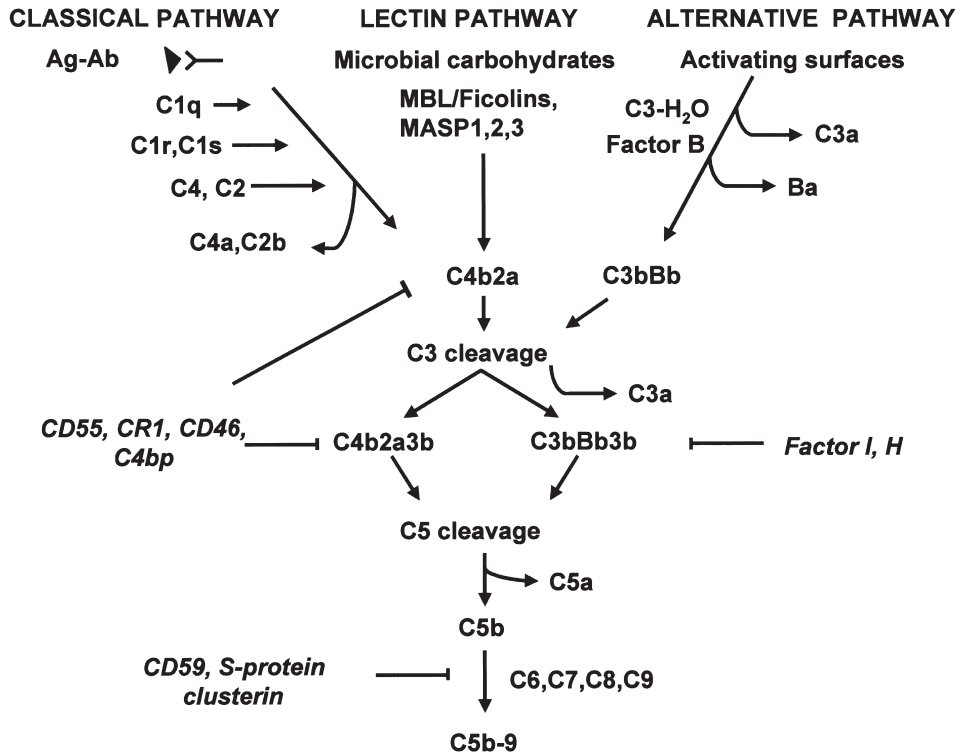 CLASSICAL PATHWAY
LECTIN PATHWAY
ALTERNATIVE PATHWAY
Ag-Ab
Microbial carbohydrates
Activating surfaces
C1q
MBL/Ficolins,
MASP1,2,3
C3-H₂O
Factor B
C3a
C1r,C1s
C4, C2
Ba
C4a,C2b
C4b2a
C3bBb
C3 cleavage
C3a
CD55, CR1, CD46,
C4bp
C4b2a3b
C3bBb3b
Factor I, H
C5 cleavage
C5a
C5b
CD59, S-protein
clusterin
C6,C7,C8,C9
C5b-9